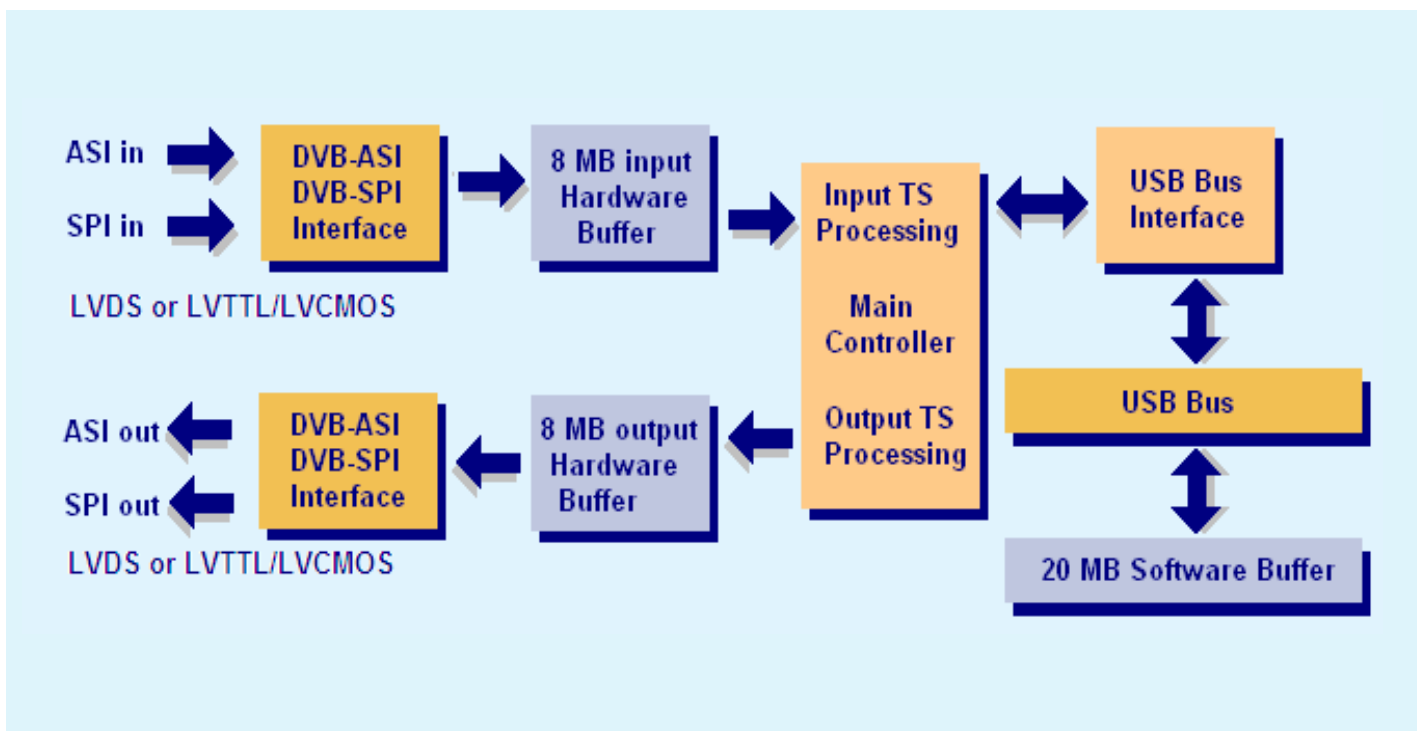 ASI in
SPI in
LVDS or LVTTL/LVCMOS
DVB-ASI
DVB-SPI
Interface
8 MB input
Hardware
Buffer
Input TS
Processing
Main
Controller
Output TS
Processing
USB Bus
Interface
USB Bus
20 MB Software Buffer
ASI out
SPI out
LVDS or LVTTL/LVCMOS
DVB-ASI
DVB-SPI
Interface
8 MB output
Hardware
Buffer